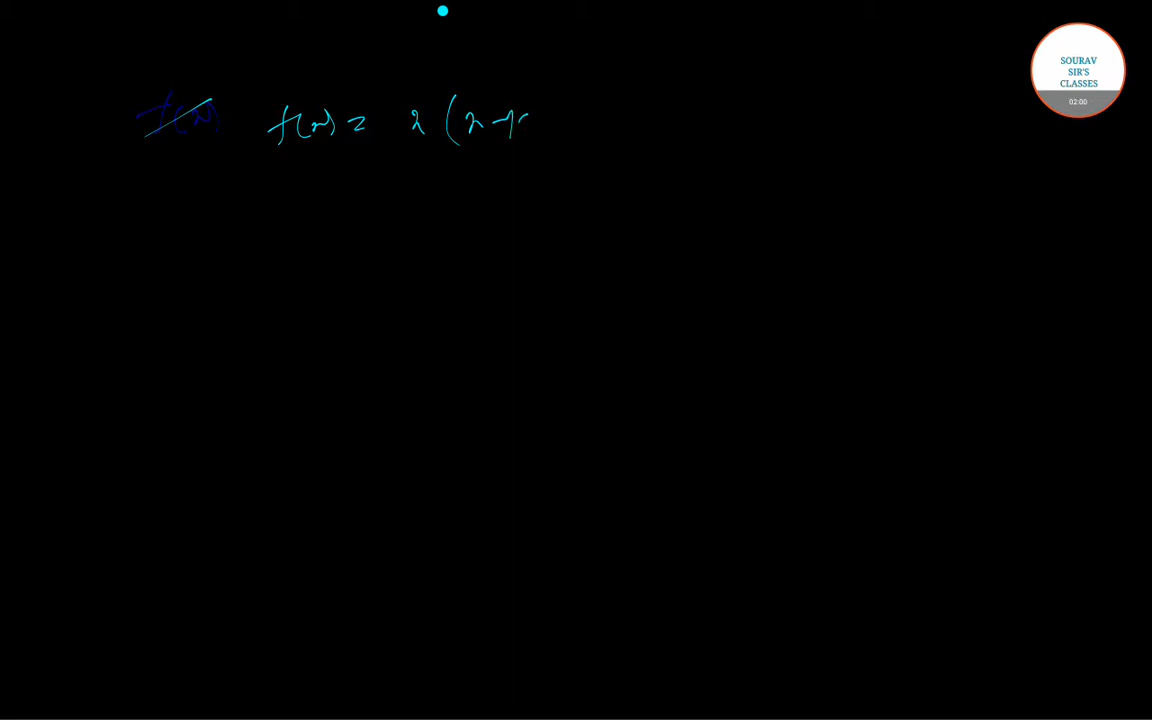 f(x) f(x) = x (x +
SOURAV
SIR'S
CLASSES
02:00